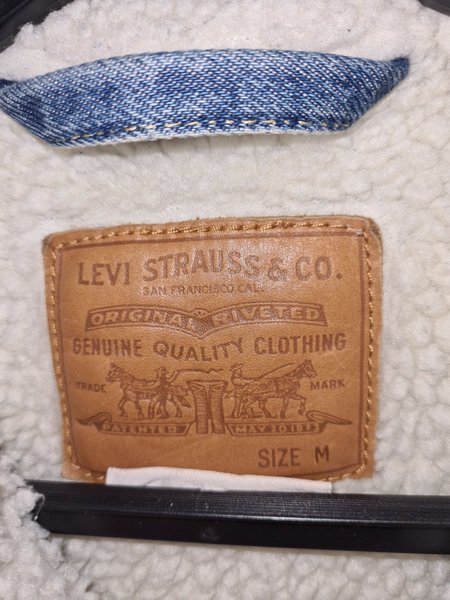 LEVI STRAUSS & CO.
SAN FRANCISCO CAL.
ORIGINAL RIVETED
GENUINE QUALITY CLOTHING
TRADE MARK
PATENTED MAY 20 1873
SIZE M